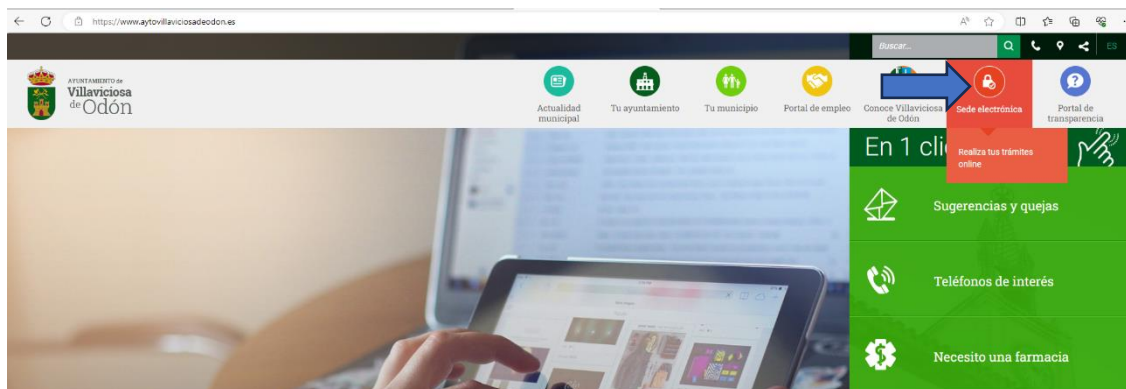 https://www.aytovillaviciosadeodon.es
Buscar...
ES
AYUNTAMIENTO de
Villaviciosa
de Odón
Actualidad
municipal
Tu ayuntamiento
Tu municipio
Portal de empleo
Conoce Villaviciosa
de Odón
Sede electrónica
Portal de
transparencia
En 1 cli
Realiza tus trámites
online
Sugerencias y quejas
Teléfonos de interés
Necesito una farmacia